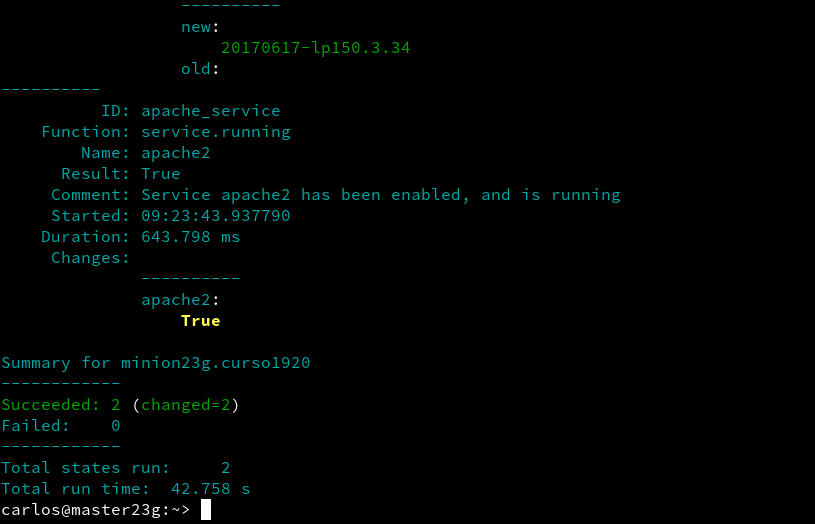 ----------
new:
20170617-lp150.3.34
old:
----------
ID: apache_service
Function: service.running
Name: apache2
Result: True
Comment: Service apache2 has been enabled, and is running
Started: 09:23:43.937790
Duration: 643.798 ms
Changes:
----------
apache2:
True
Summary for minion23g.curso1920
------------
Succeeded: 2 (changed=2)
Failed:    0
------------
Total states run:     2
Total run time:  42.758 s
carlos@master23g:~>